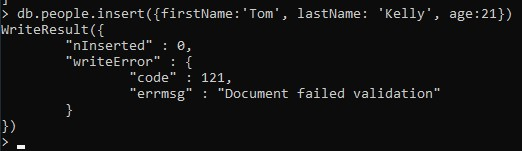 ]
> db.people.insert({firstName:'Tom', lastName: 'Kelly', age:21})
WriteResult({
        "nInserted" : 0,
        "writeError" : {
                "code" : 121,
                "errmsg" : "Document failed validation"
        }
})
>